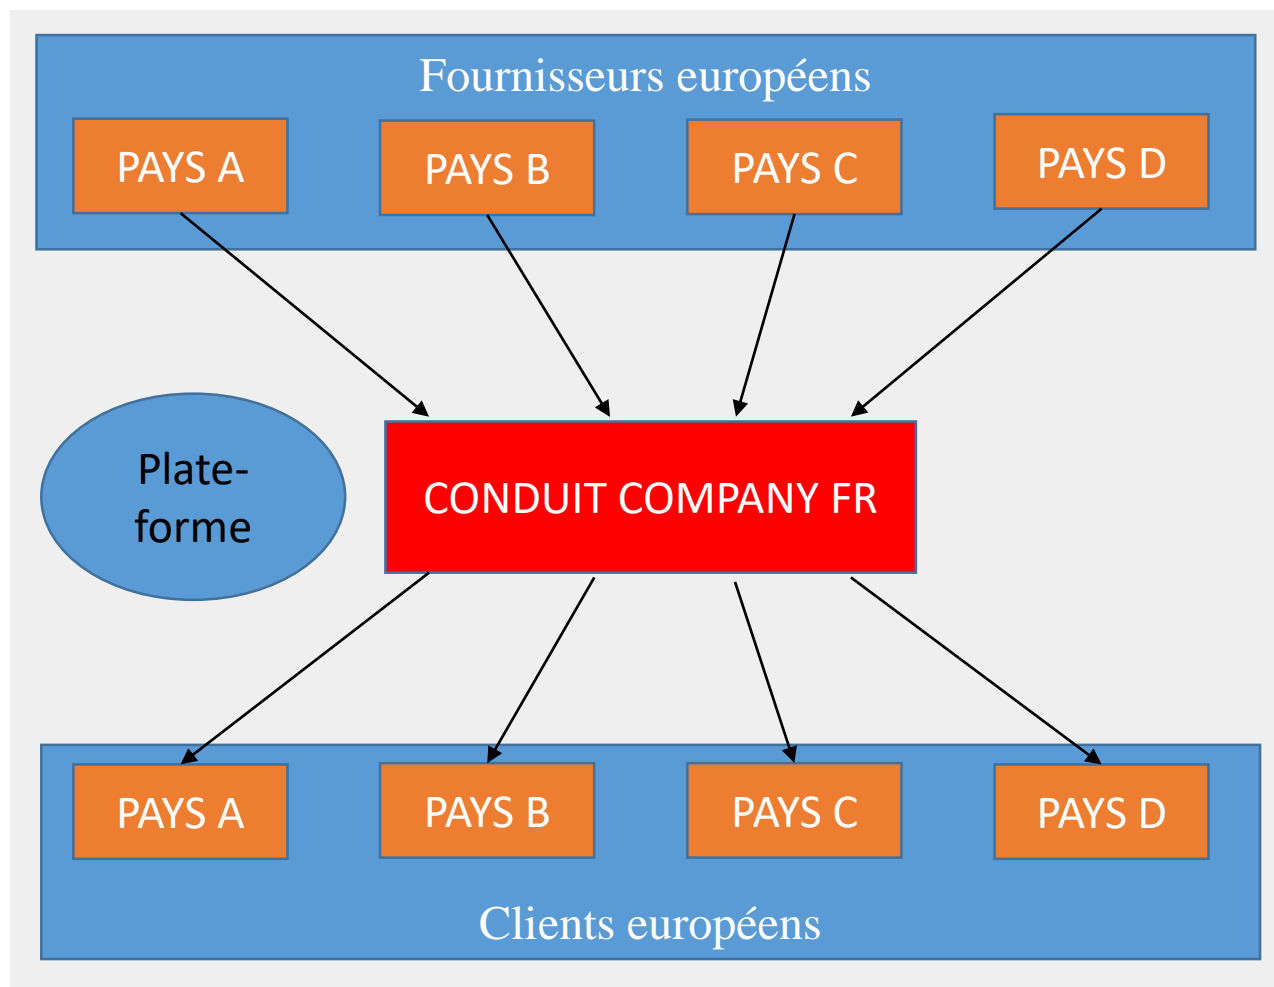 Fournisseurs européens
PAYS A
PAYS B
PAYS C
PAYS D
Plate-
forme
CONDUIT COMPANY FR
PAYS A
PAYS B
PAYS C
PAYS D
Clients européens